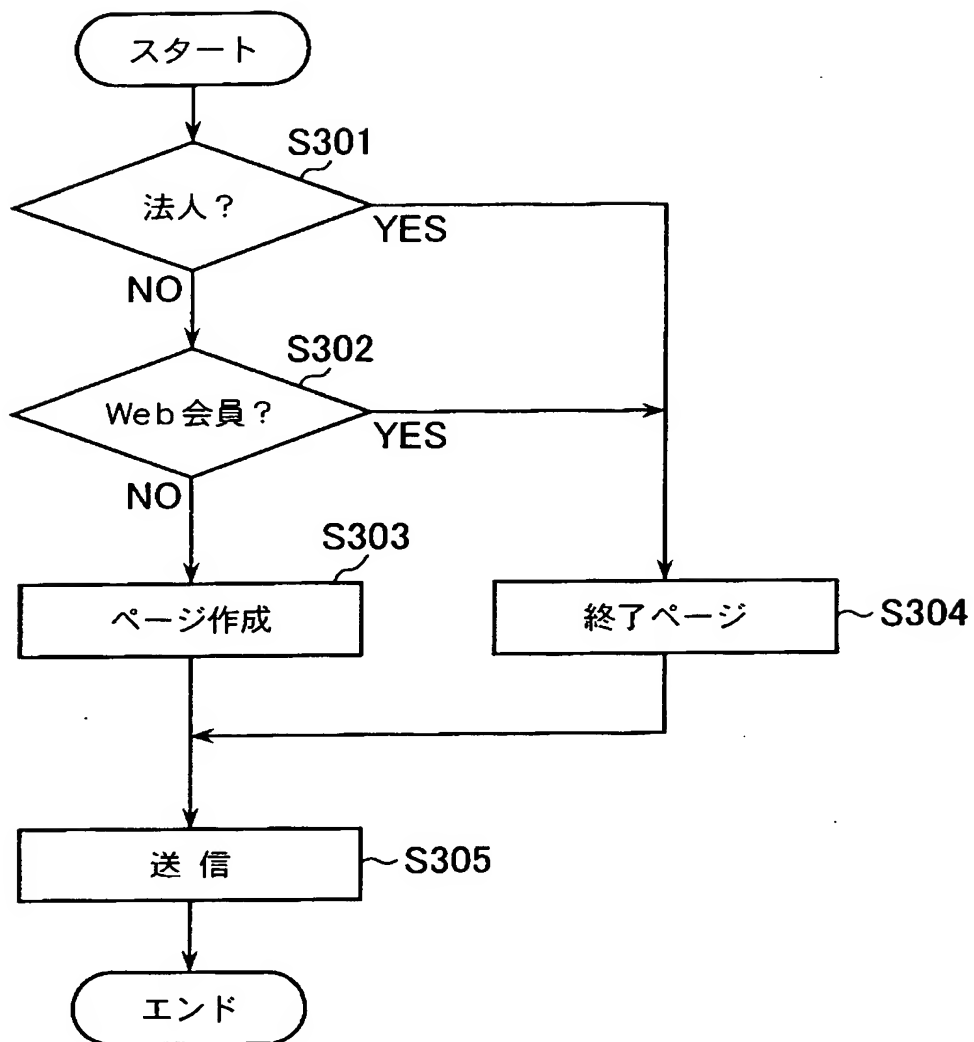 スタート
S301
法人?
YES
NO
S302
Web会員?
YES
NO
S303
ページ作成
終了ページ
S304
送信
S305
エンド